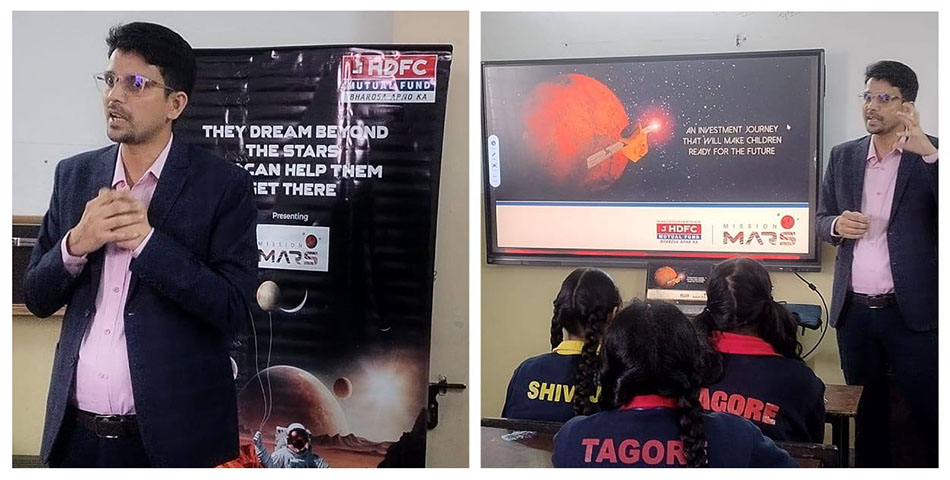 HDFC
MUTUAL FUND
BHAROSA APNO KA
THEY DREAM BEYOND
THE STARS
CAN HELP THEM
GET THERE
Presenting
MISSION
MARS
AN INVESTMENT JOURNEY
THAT WILL MAKE CHILDREN
READY FOR THE FUTURE
HDFC
MUTUAL FUND
BHAROSA APNO KA
MISSION
MARS
TAGORE